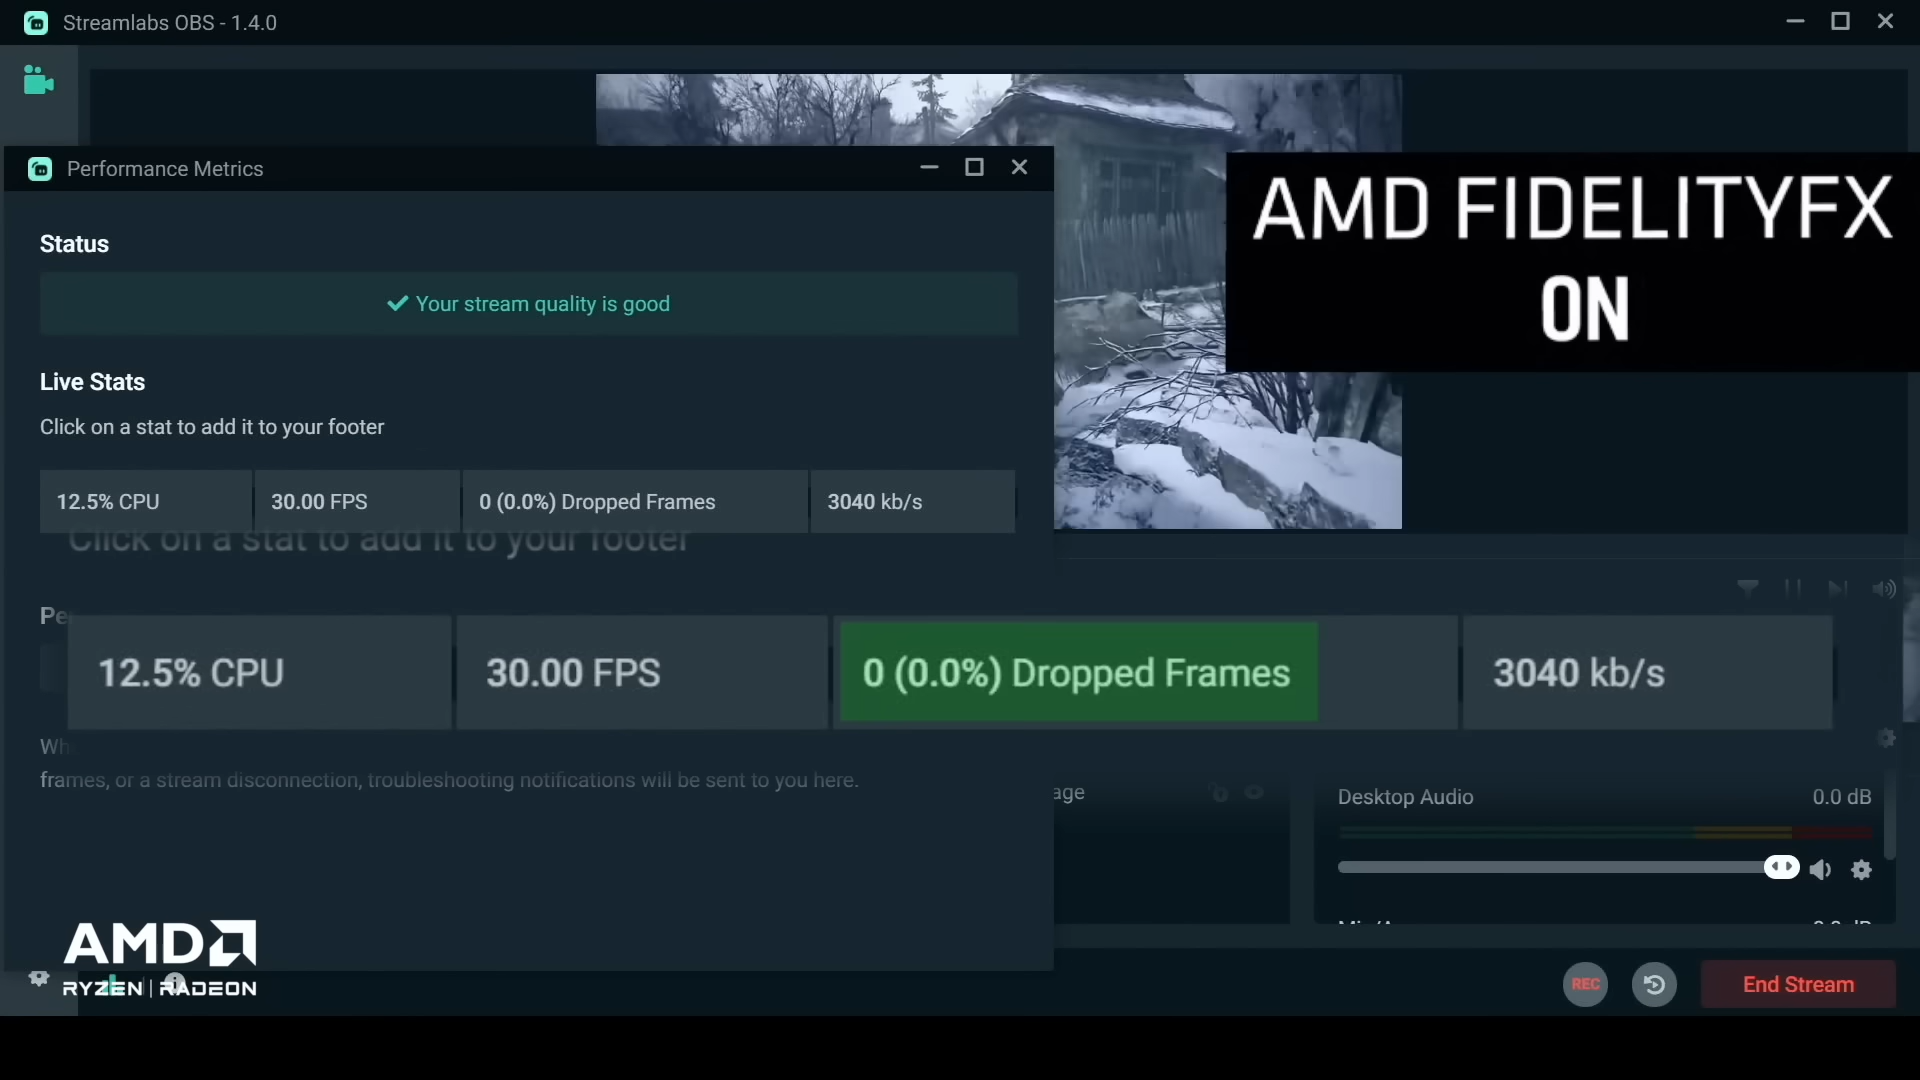 Streamlabs OBS - 1.4.0
Performance Metrics
AMD FIDELITYFX
ON
Status
Your stream quality is good
Live Stats
Click on a stat to add it to your footer
12.5% CPU
30.00 FPS
0 (0.0%) Dropped Frames
3040 kb/s
Click on a stat to add it to your footer
Pe
12.5% CPU
30.00 FPS
0 (0.0%) Dropped Frames
3040 kb/s
Wh
frames, or a stream disconnection, troubleshooting notifications will be sent to you here.
age
Desktop Audio
0.0 dB
AMD
RYZEN | RADEON
REC
End Stream